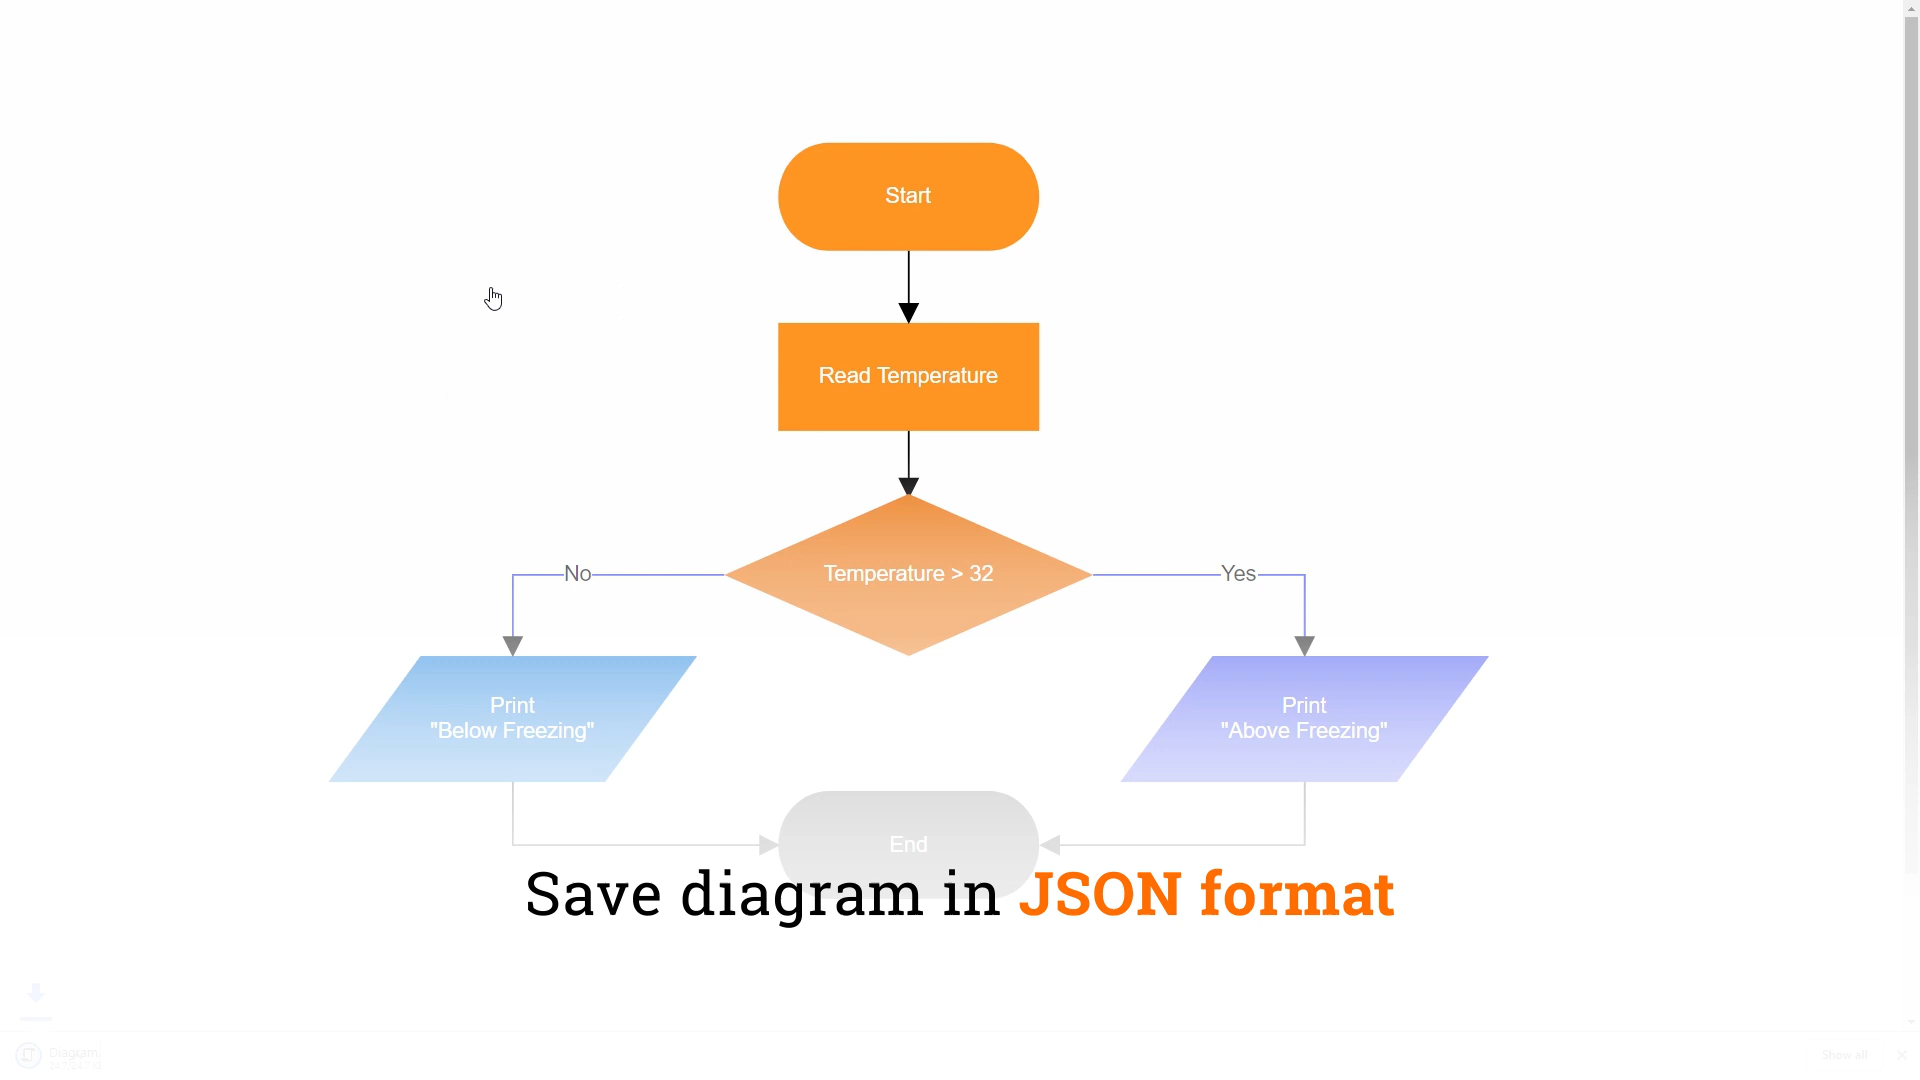 Start
Read Temperature
Temperature > 32
No
Yes
Print
"Below Freezing"
Print
"Above Freezing"
End
Save diagram in JSON format
Diagram
Show all